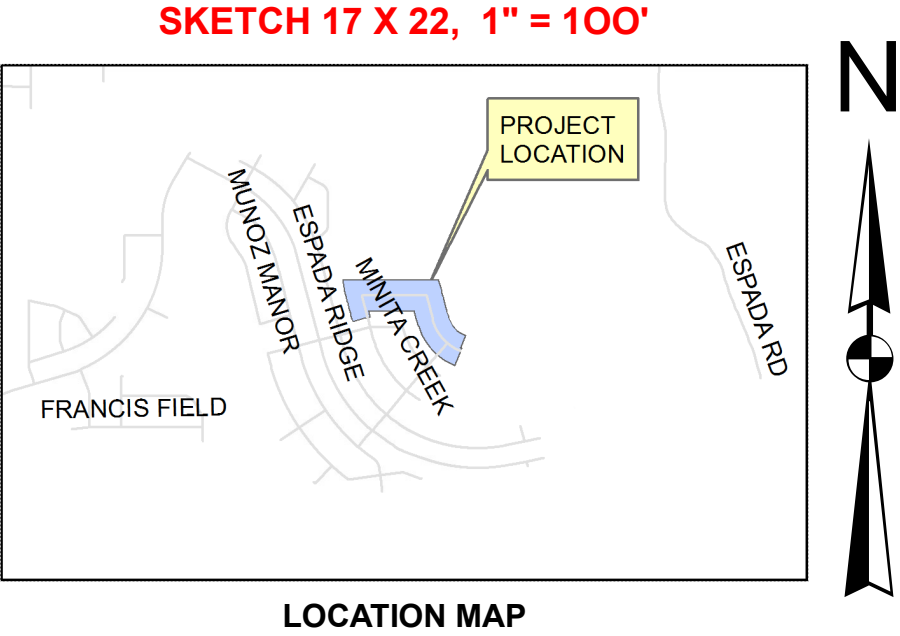 SKETCH 17 X 22, 1" = 1OO'
N
PROJECT
LOCATION
MUNOZ MANOR
ESPADA RIDGE
MINITA CREEK
ESPADA RD
FRANCIS FIELD
LOCATION MAP